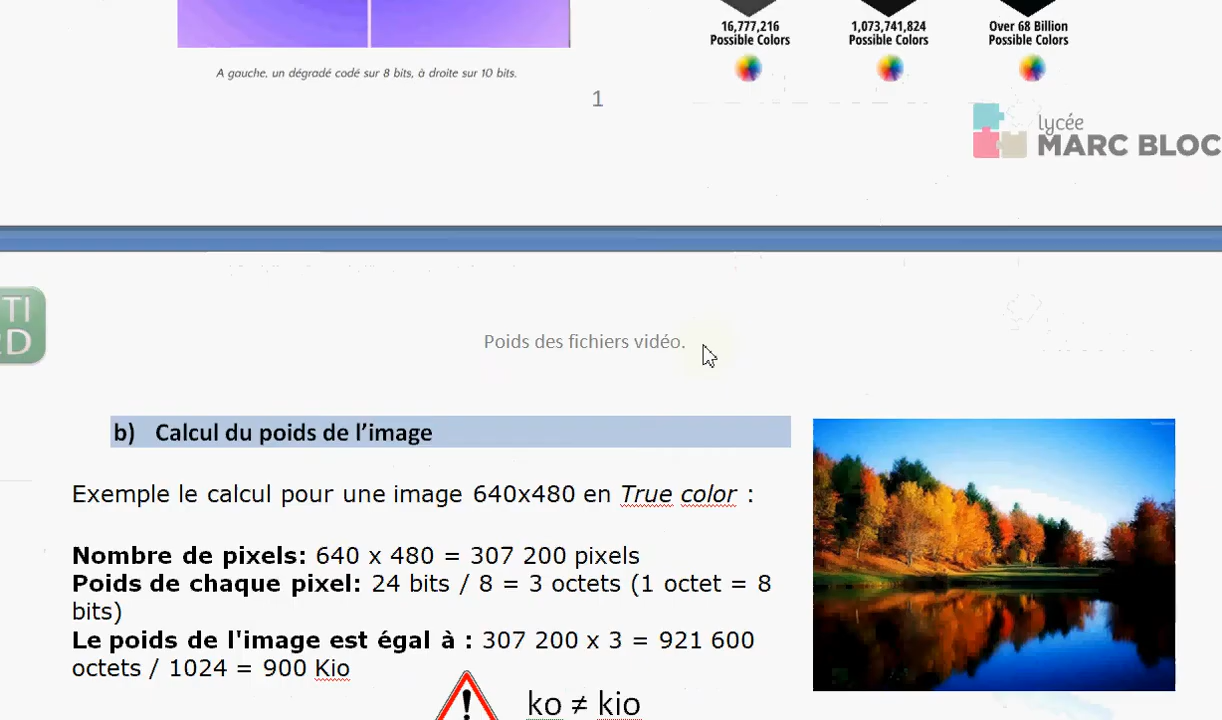 16,777,216
Possible Colors
1,073,741,824
Possible Colors
Over 68 Billion
Possible Colors
A gauche, un dégradé codé sur 8 bits, à droite sur 10 bits.
1
lycée
MARC BLOC
TI
2D
Poids des fichiers vidéo.
b) Calcul du poids de l’image
Exemple le calcul pour une image 640x480 en True color :
Nombre de pixels: 640 x 480 = 307 200 pixels
Poids de chaque pixel: 24 bits / 8 = 3 octets (1 octet = 8
bits)
Le poids de l'image est égal à : 307 200 x 3 = 921 600
octets / 1024 = 900 Kio
! ko ≠ kio